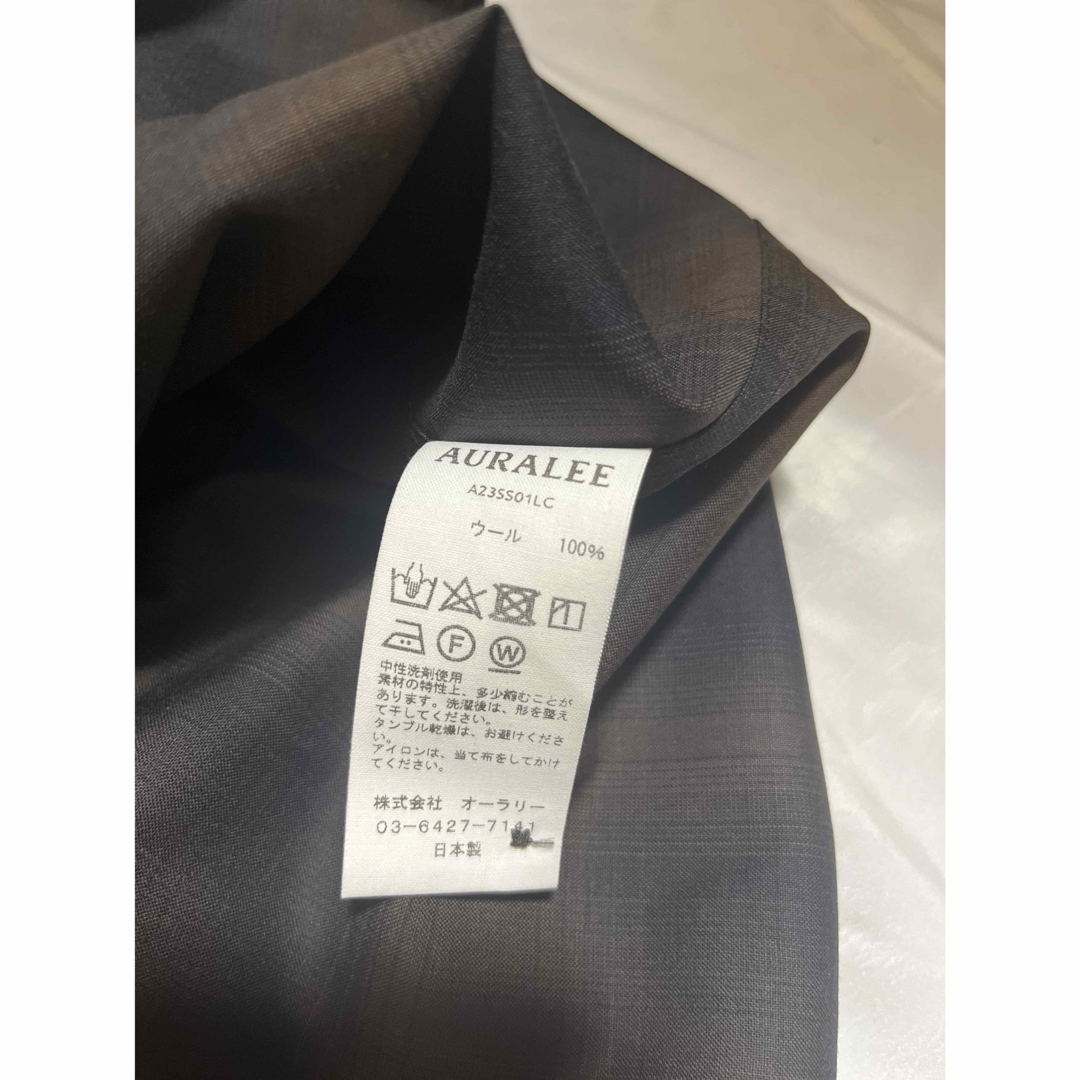 AURALEE
A23SS01LC
ウール 100%
F W
中性洗剤使用
素材の特性上、多少縮むことが
あります。洗濯後は、形を整え
て干してください。
タンブル乾燥は、お避けくださ
い。
アイロンは、当て布をしてかけ
てください。
株式会社 オーラリー
03-6427-7141
日本製